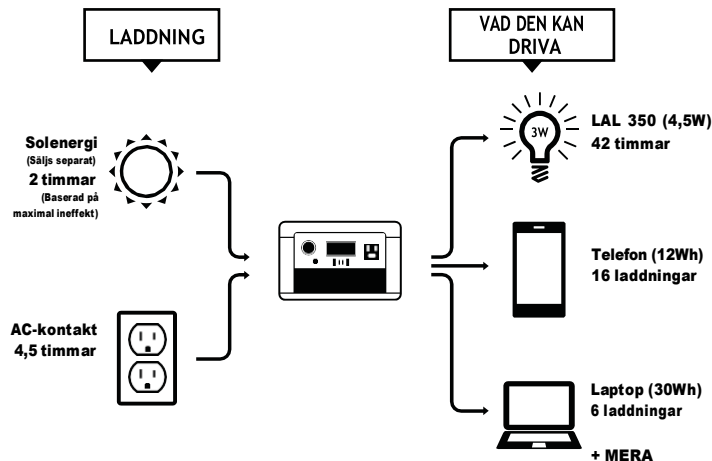 LADDNING
VAD DEN KAN
DRIVA
Solenergi
(Säljs separat)
2 timmar
(Baserad på
maximal ineffekt)
AC-kontakt
4,5 timmar
3W
LAL 350 (4,5W)
42 timmar
Telefon (12Wh)
16 laddningar
Laptop (30Wh)
6 laddningar
+ MERA